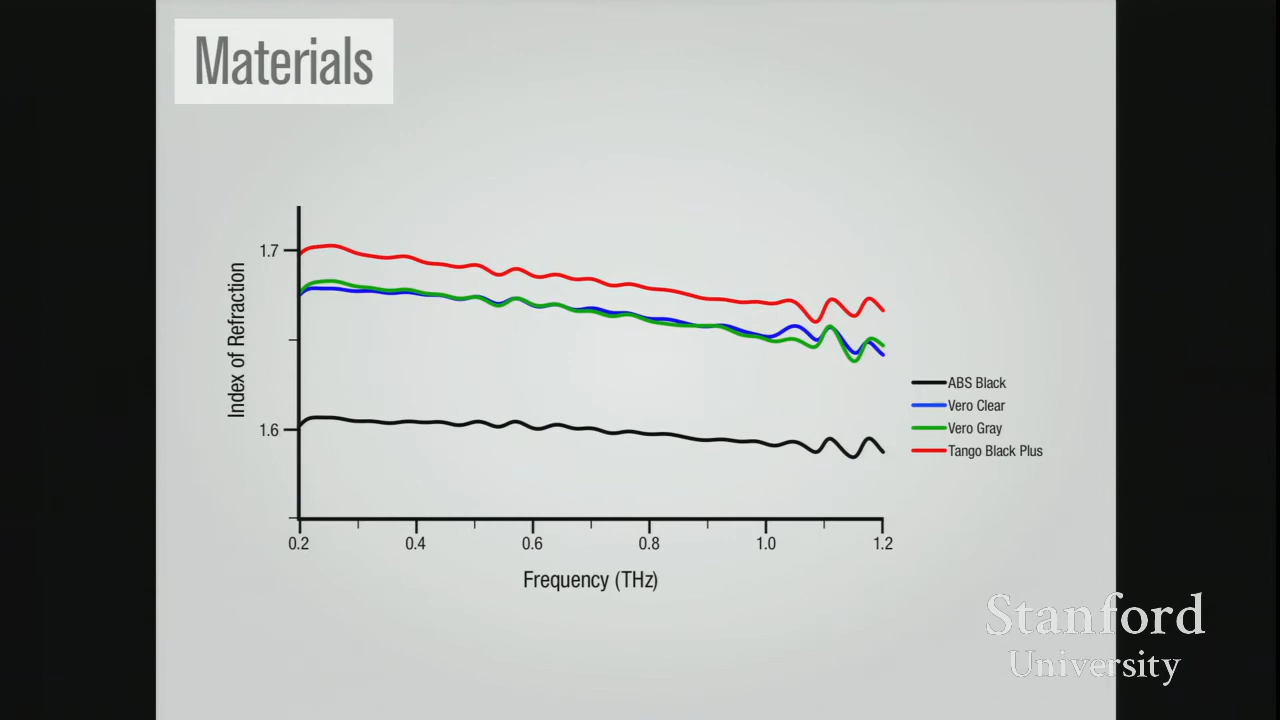 Materials
1.7
Index of Refraction
1.6
ABS Black
Vero Clear
Vero Gray
Tango Black Plus
0.2 0.4 0.6 0.8 1.0 1.2
Frequency (THz)
Stanford
University